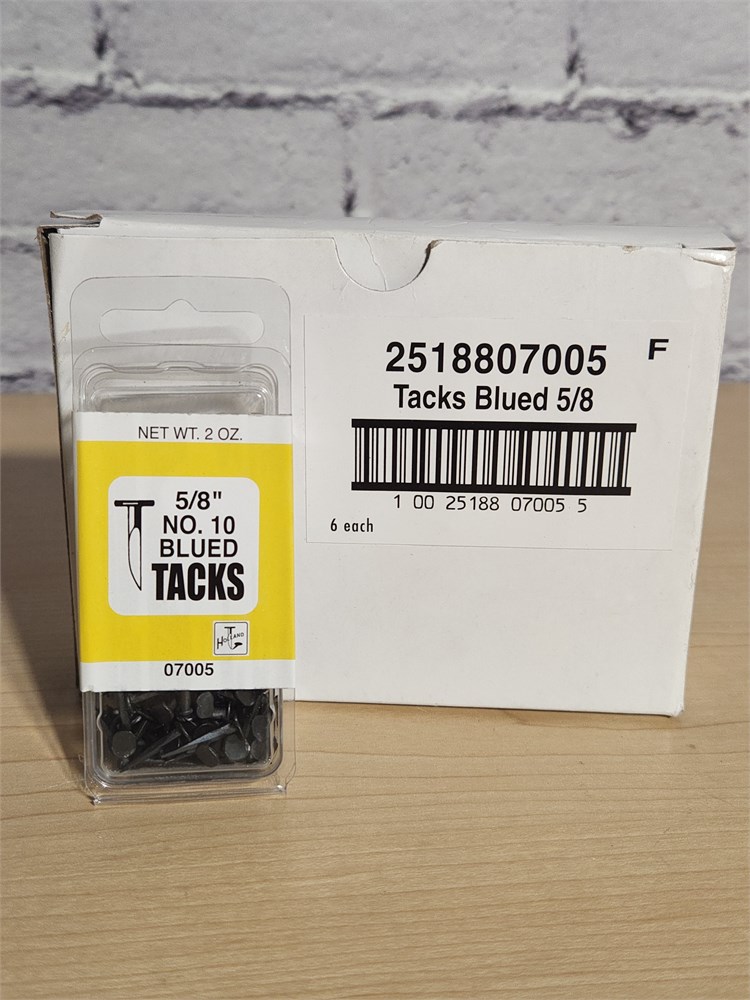 2518807005 F
Tacks Blued 5/8
1 00 25188 07005 5
6 each
NET WT. 2 OZ.
5/8"
NO. 10
BLUED
TACKS
HOLLAND
07005